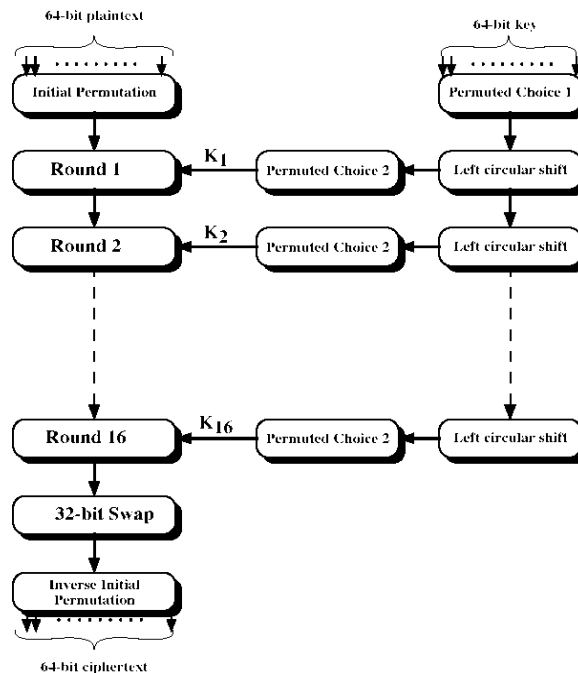 64-bit plaintext
64-bit key
Initial Permutation
Permuted Choice 1
Round 1
K1
Permuted Choice 2
Left circular shift
Round 2
K2
Permuted Choice 2
Left circular shift
Round 16
K16
Permuted Choice 2
Left circular shift
32-bit Swap
Inverse Initial
Permutation
64-bit ciphertext